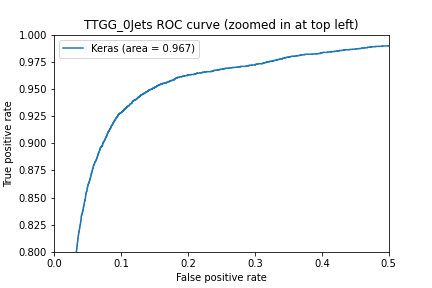 TTGG_0Jets ROC curve (zoomed in at top left)
Keras (area = 0.967)
True positive rate
1.000
0.975
0.950
0.925
0.900
0.875
0.850
0.825
0.800
0.0 0.1 0.2 0.3 0.4 0.5
False positive rate